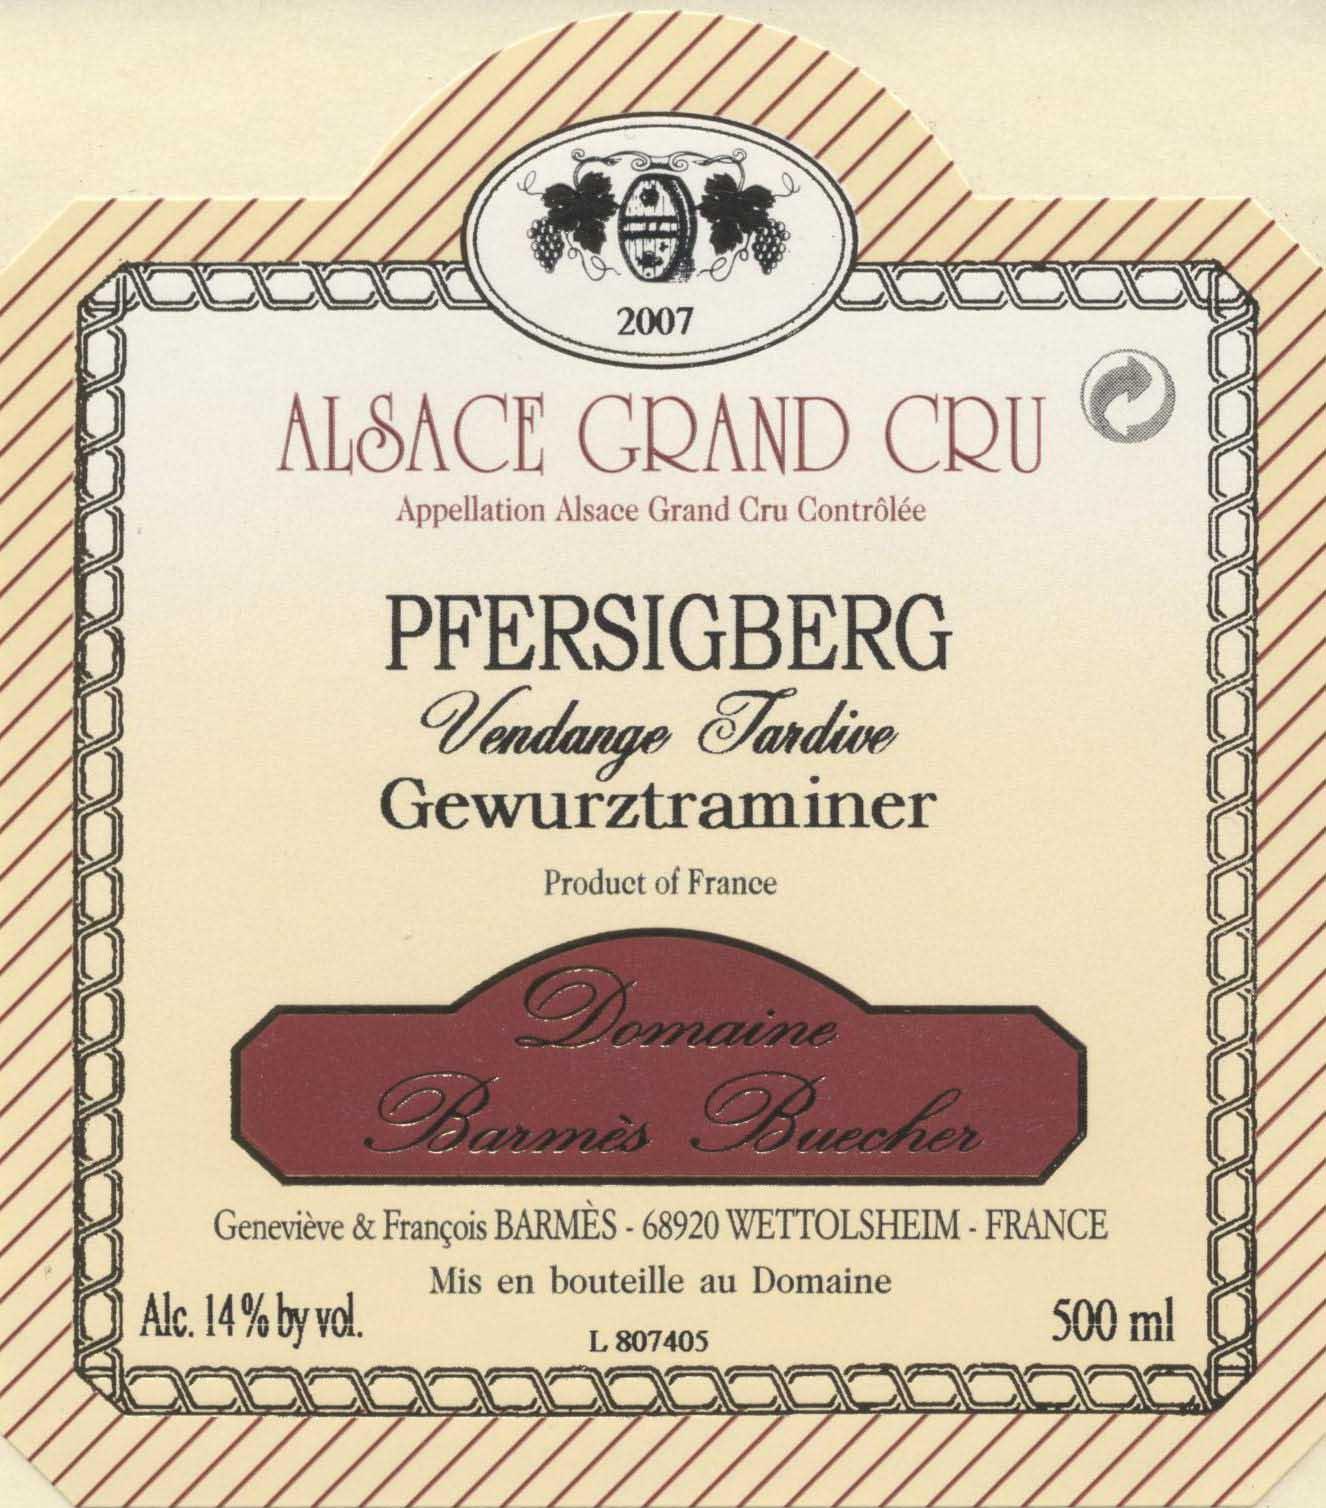 2007
ALSACE GRAND CRU
Appellation Alsace Grand Cru Contrôlée
PFERSIGBERG
Vendange Tardive
Gewurztraminer
Product of France
Domaine
Barmès Buecher
Geneviève & François BARMÈS - 68920 WETTOLSHEIM - FRANCE
Mis en bouteille au Domaine
Alc. 14% by vol.
L 807405
500 ml